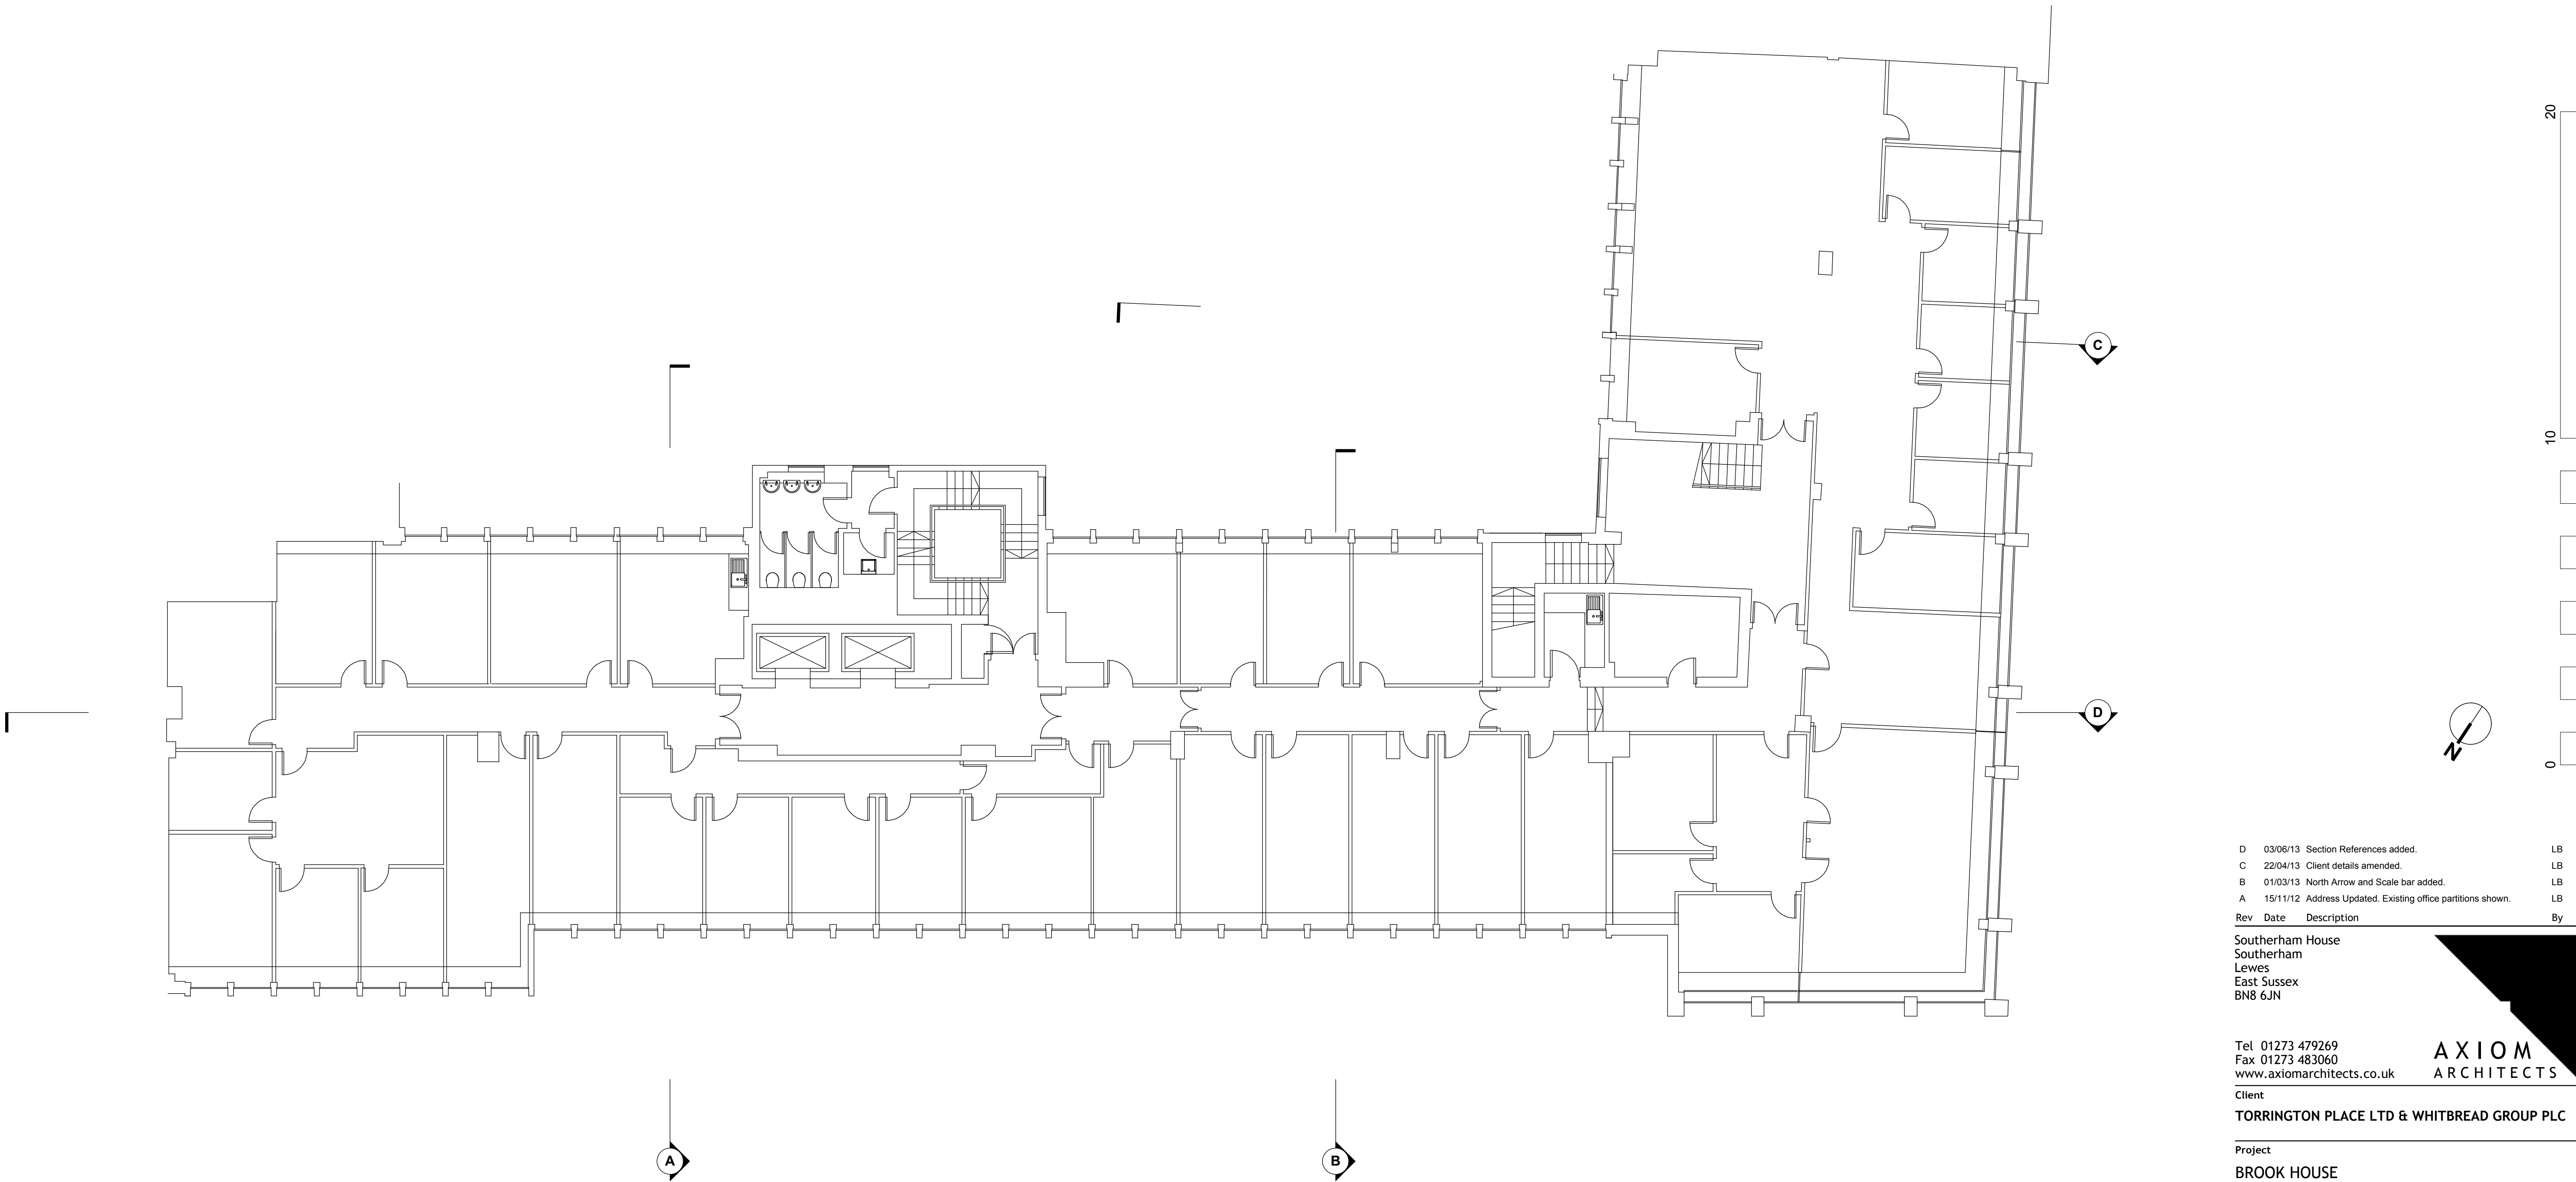 20
10
0
C
D
N
A
B
D 03/06/13 Section References added. LB
C 22/04/13 Client details amended. LB
B 01/03/13 North Arrow and Scale bar added. LB
A 15/11/12 Address Updated. Existing office partitions shown. LB
Rev Date Description By
Southerham House
Southerham
Lewes
East Sussex
BN8 6JN
Tel 01273 479269
Fax 01273 483060
www.axiomarchitects.co.uk
AXIOM
ARCHITECTS
Client
TORRINGTON PLACE LTD & WHITBREAD GROUP PLC
Project
BROOK HOUSE